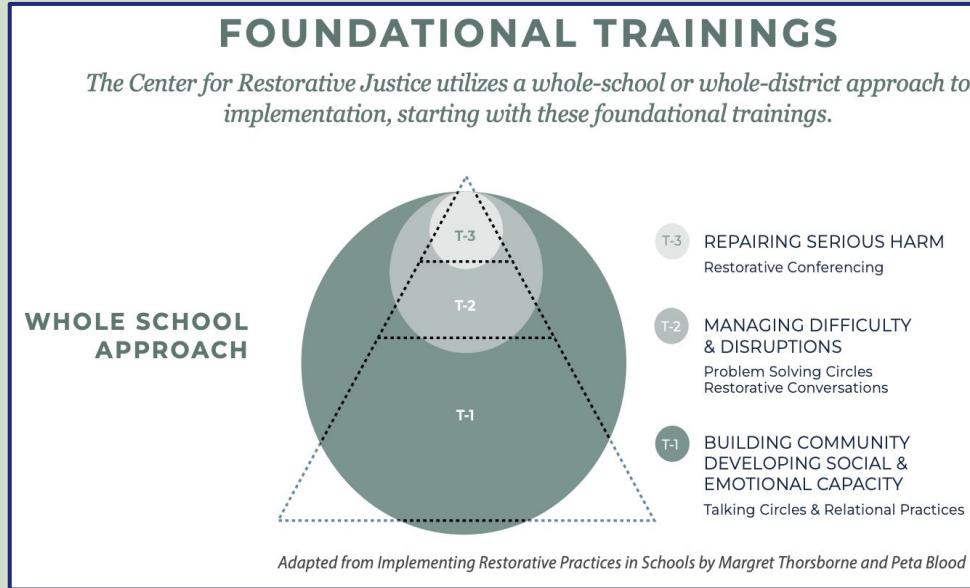 FOUNDATIONAL TRAININGS
The Center for Restorative Justice utilizes a whole-school or whole-district approach to
implementation, starting with these foundational trainings.
WHOLE SCHOOL
APPROACH
T-3
T-2
T-1
T-3 REPAIRING SERIOUS HARM
Restorative Conferencing
T-2 MANAGING DIFFICULTY
& DISRUPTIONS
Problem Solving Circles
Restorative Conversations
T-1 BUILDING COMMUNITY
DEVELOPING SOCIAL &
EMOTIONAL CAPACITY
Talking Circles & Relational Practices
Adapted from Implementing Restorative Practices in Schools by Margret Thorsborne and Peta Blood